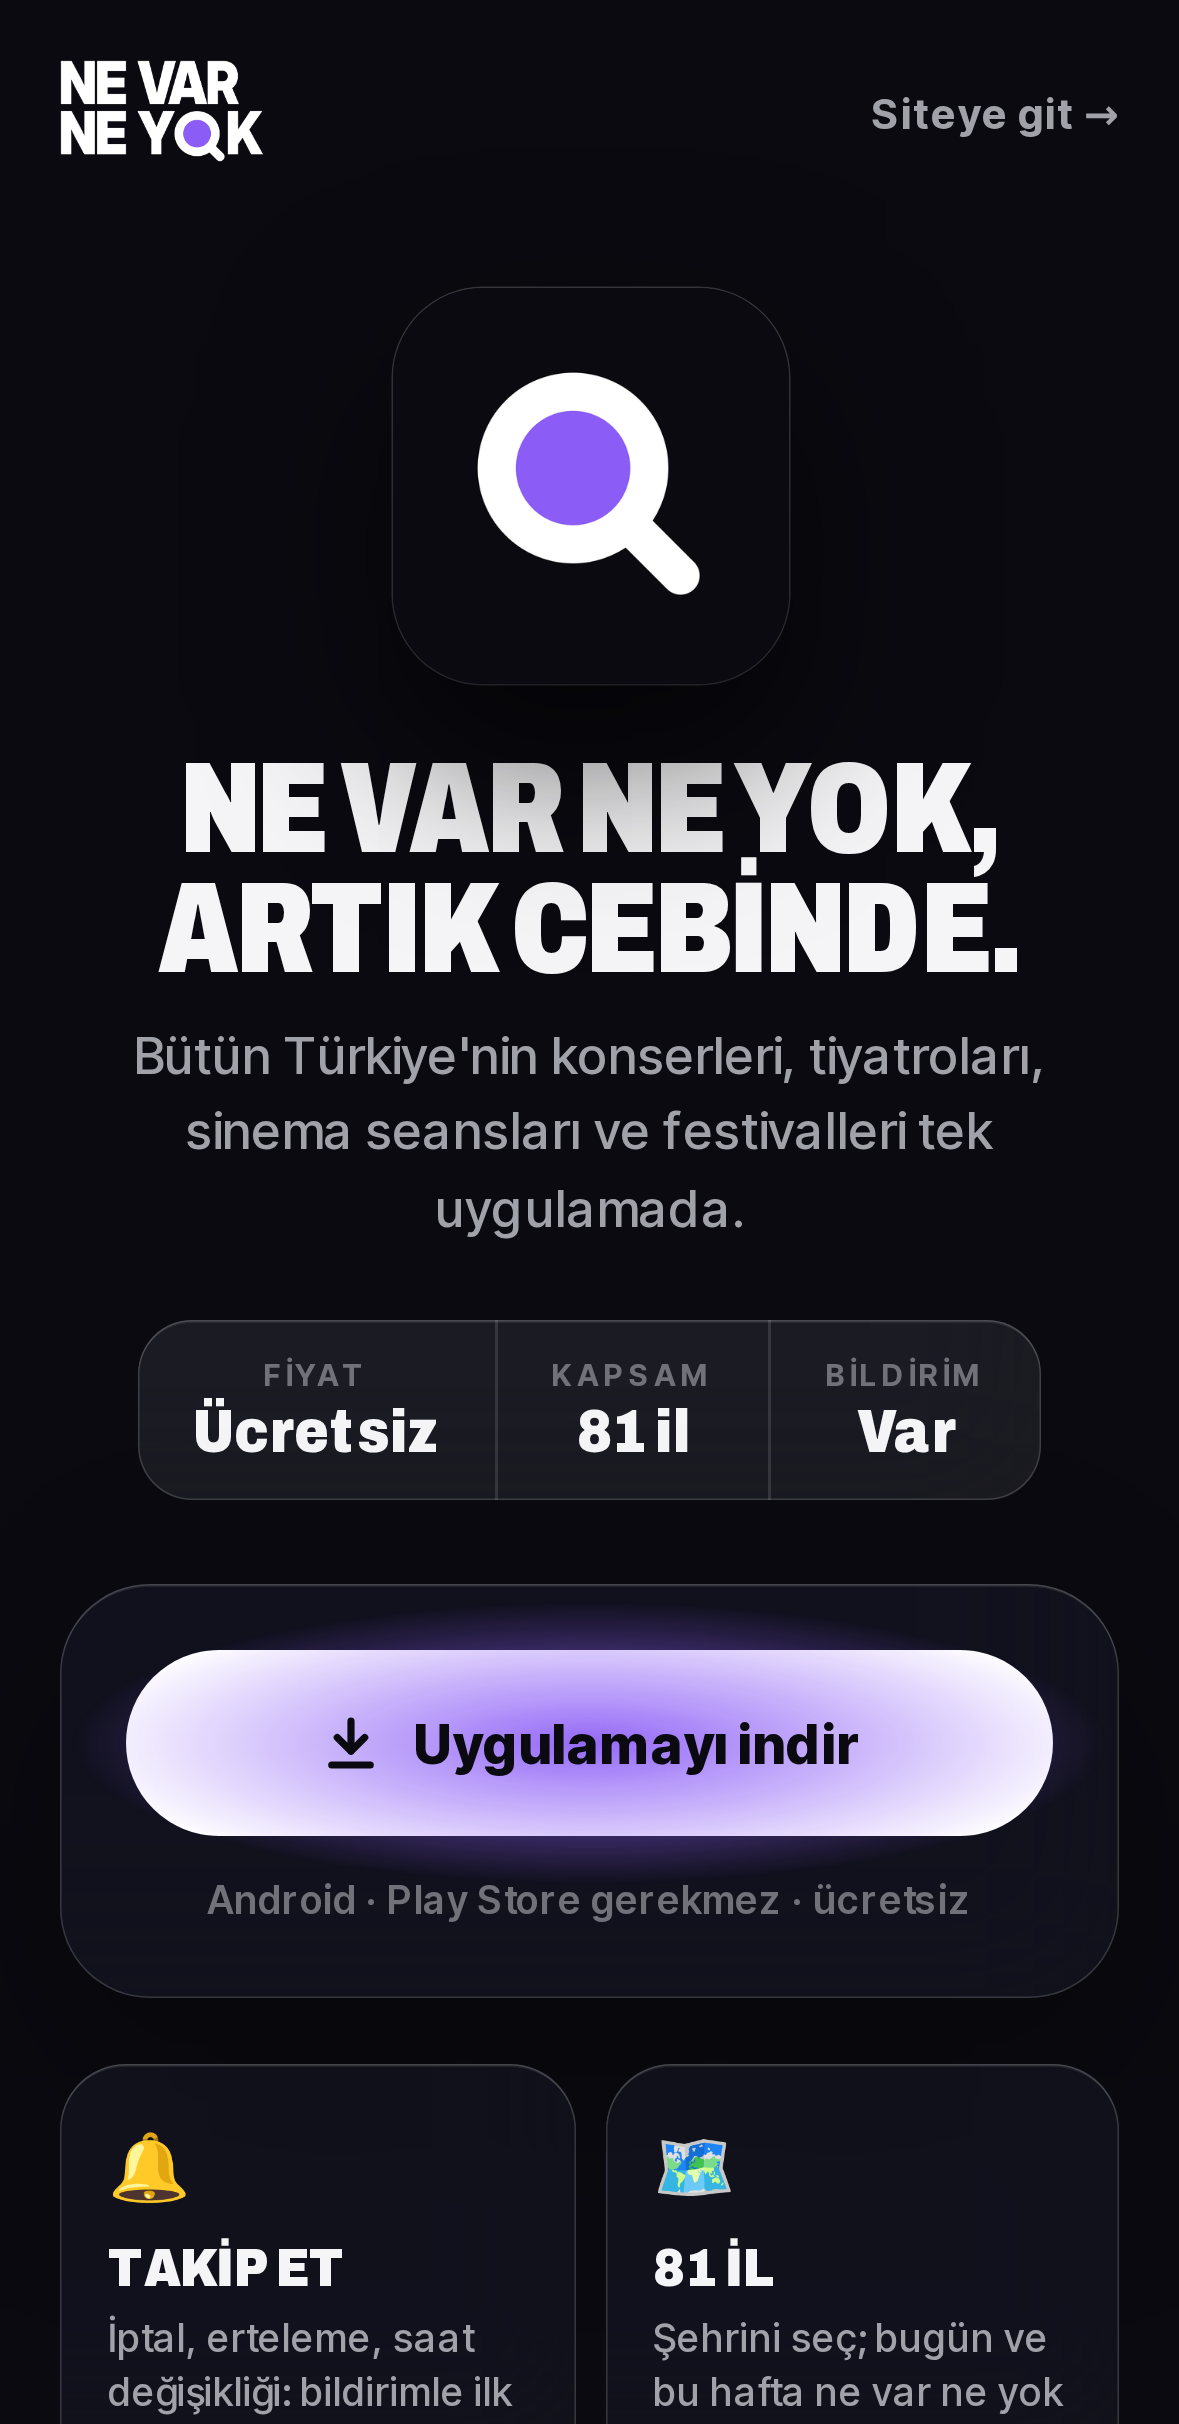 NE VAR
NE YOK
Siteye git →
NE VAR NE YOK,
ARTIK CEBİNDE.
Bütün Türkiye'nin konserleri, tiyatroları,
sinema seansları ve festivalleri tek
uygulamada.
FİYAT
Ücretsiz
KAPSAM
81 il
BİLDİRİM
Var
Uygulamayı indir
Android · Play Store gerekmez · ücretsiz
TAKİP ET
İptal, erteleme, saat
değişikliği: bildirimle ilk
81 İL
Şehrini seç; bugün ve
bu hafta ne var ne yok